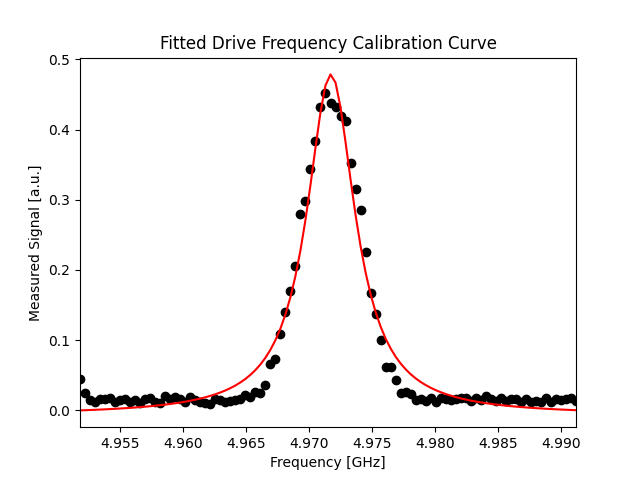 Fitted Drive Frequency Calibration Curve
0.5
0.4
0.3
0.2
0.1
0.0
Measured Signal [a.u.]
4.955 4.960 4.965 4.970 4.975 4.980 4.985 4.990
Frequency [GHz]